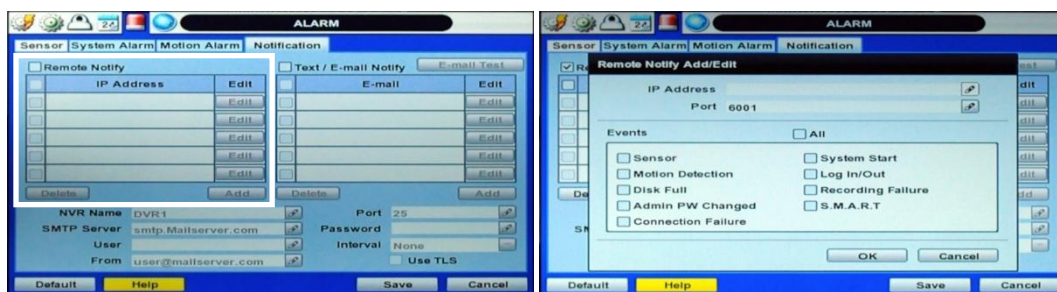 ALARM
Sensor System Alarm Motion Alarm Notification
Remote Notify
IP Address Edit
Edit
Edit
Edit
Edit
Edit
Delete Add
Text / E-mail Notify E-mail Test
E-mail Edit
Edit
Edit
Edit
Edit
Edit
Delete Add
NVR Name DVR1 Port 25
SMTP Server smtp.Mailserver.com Password
User Interval None
From user@mailserver.com Use TLS
Default Help Save Cancel
ALARM
Sensor System Alarm Motion Alarm Notification
Remote Notify Add/Edit
IP Address
Port 6001
Events All
Sensor System Start
Motion Detection Log In/Out
Disk Full Recording Failure
Admin PW Changed S.M.A.R.T
Connection Failure
OK Cancel
Default Help Save Cancel